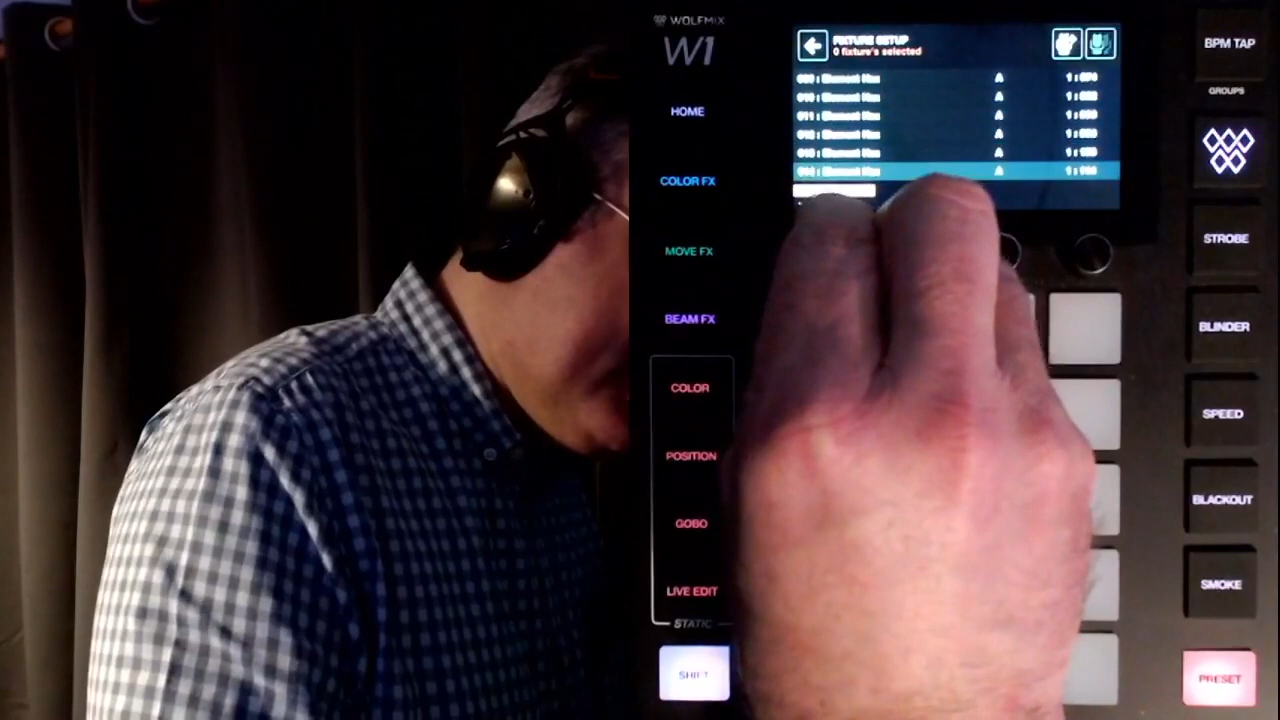 WOLFMIX
W1
HOME
COLOR FX
MOVE FX
BEAM FX
COLOR
POSITION
GOBO
LIVE EDIT
STATIC
SHIFT
FIXTURE SETUP
0 fixture's selected
A
A
A
A
A
A
BPM TAP
GROUPS
STROBE
BLINDER
SPEED
BLACKOUT
SMOKE
PRESET